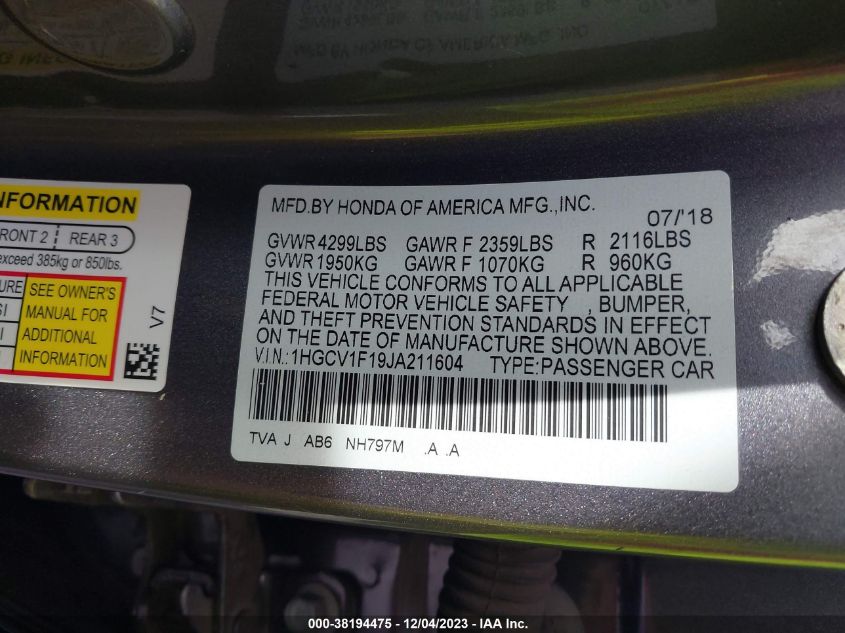 NFORMATION
FRONT 2 REAR 3
exceed 385kg or 850lbs.
SEE OWNER'S
MANUAL FOR
ADDITIONAL
INFORMATION
V7
MFD.BY HONDA OF AMERICA MFG.,INC. 07/'18
GVWR 4299LBS GAWR F 2359LBS R 2116LBS
GVWR 1950KG GAWR F 1070KG R 960KG
THIS VEHICLE CONFORMS TO ALL APPLICABLE
FEDERAL MOTOR VEHICLE SAFETY , BUMPER,
AND THEFT PREVENTION STANDARDS IN EFFECT
ON THE DATE OF MANUFACTURE SHOWN ABOVE.
V.I.N.:1HGCV1F19JA211604 TYPE:PASSENGER CAR
TVA J AB6 NH797M .A .A
000-38194475 - 12/04/2023 - IAA Inc.